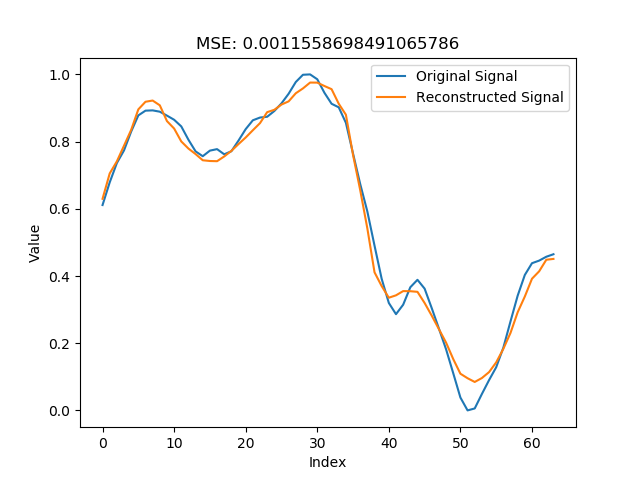 MSE: 0.0011558698491065786
Original Signal
Reconstructed Signal
1.0
0.8
0.6
0.4
0.2
0.0
Value
0 10 20 30 40 50 60
Index